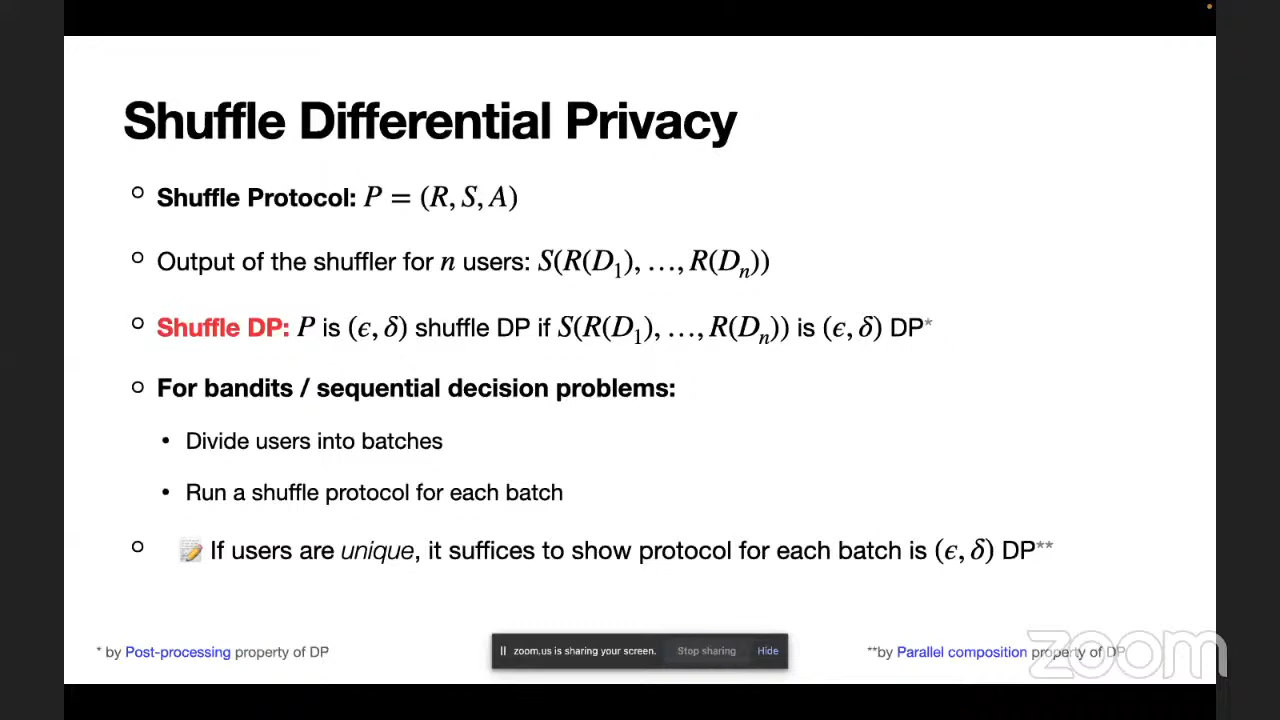 Shuffle Differential Privacy
Shuffle Protocol: P = (R, S, A)
Output of the shuffler for n users: S(R(D₁), …, R(Dₙ))
Shuffle DP: P is (ϵ, δ) shuffle DP if S(R(D₁), …, R(Dₙ)) is (ϵ, δ) DP*
For bandits / sequential decision problems:
• Divide users into batches
• Run a shuffle protocol for each batch
📝 If users are unique, it suffices to show protocol for each batch is (ϵ, δ) DP**
* by Post-processing property of DP
zoom.us is sharing your screen. Stop sharing Hide
**by Parallel composition property of DP
zoom